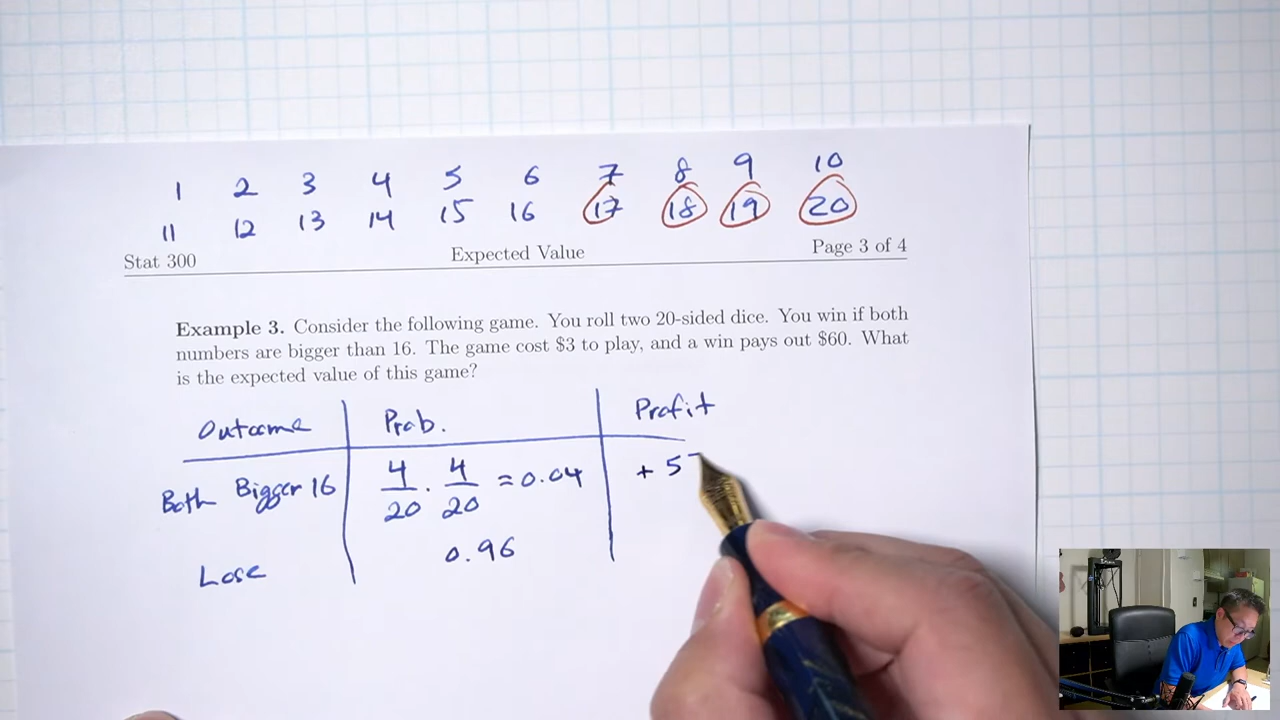 1 2 3 4 5 6 7 8 9 10
11 12 13 14 15 16 17 18 19 20
Stat 300 Expected Value Page 3 of 4
Example 3. Consider the following game. You roll two 20-sided dice. You win if both
numbers are bigger than 16. The game cost $3 to play, and a win pays out $60. What
is the expected value of this game?
Outcome Prob. Profit
Both Bigger 16 4/20 · 4/20 = 0.04 + 5
Lose 0.96